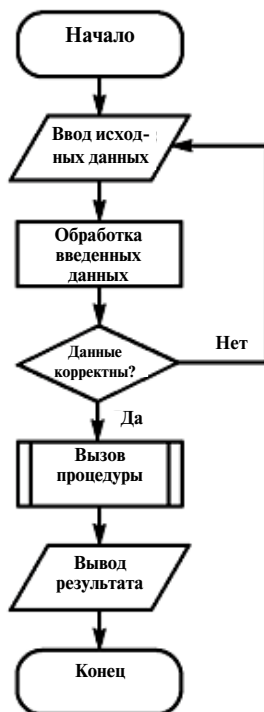 Начало
Ввод исход-
ных данных
Обработка
введенных
данных
Данные
корректны?
Нет
Да
Вызов
процедуры
Вывод
результата
Конец